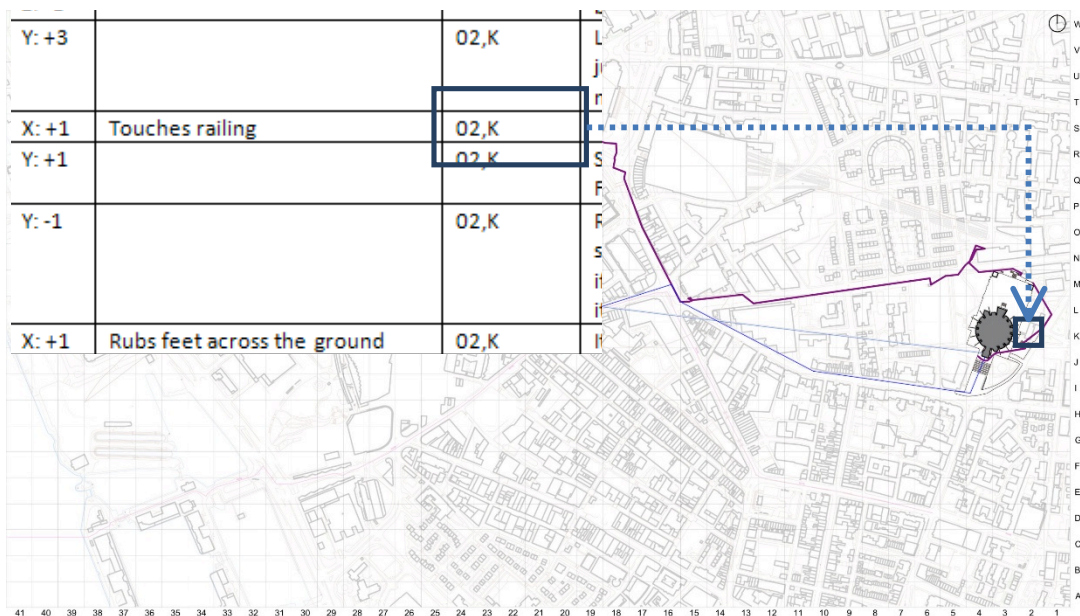 Y: +3 02,K L
X: +1 Touches railing 02,K
Y: +1 02,K S
F
Y: -1 02,K
s
it
it
X: +1 Rubs feet across the ground 02,K It
W
V
U
T
S
R
Q
P
O
N
M
L
K
J
I
H
G
F
E
D
C
B
A
41 40 39 38 37 36 35 34 33 32 31 30 29 28 27 26 25 24 23 22 21 20 19 18 17 16 15 14 13 12 11 10 9 8 7 6 5 4 3 2 1